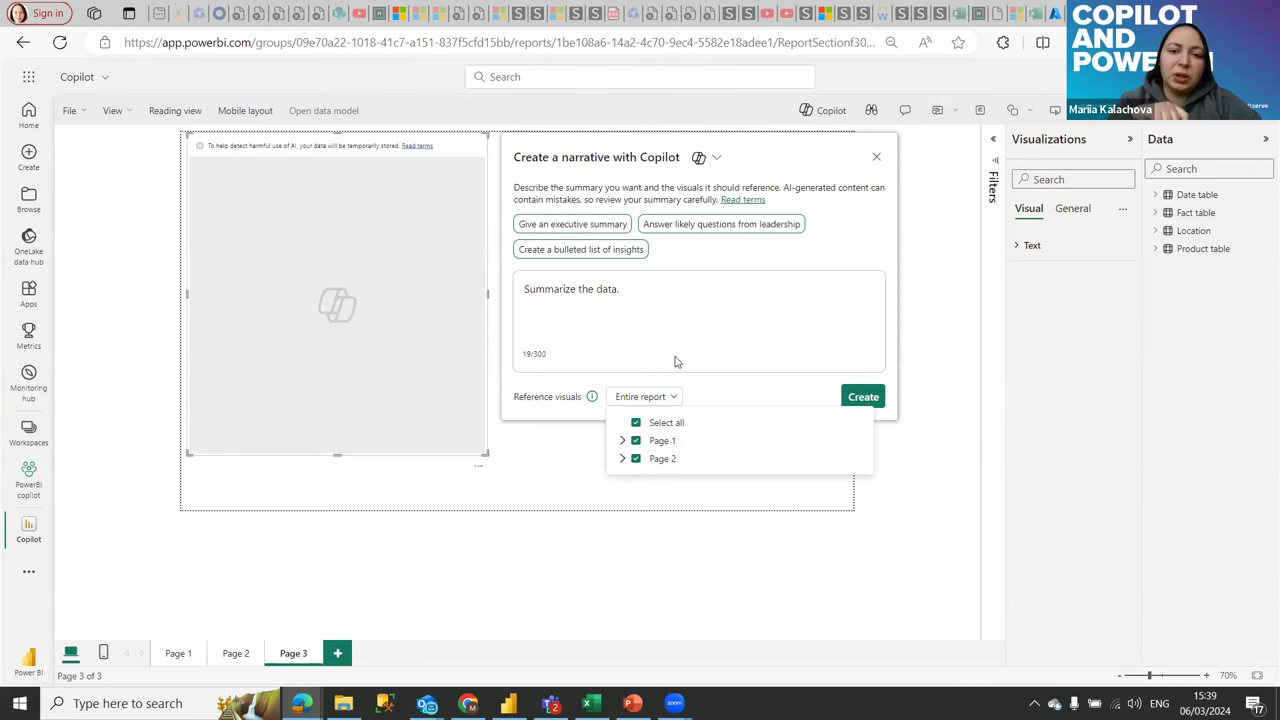 Sign in
https://app.powerbi.com/groups/09e70a22-1018-41c7-a151-837f5cfd15bb/reports/1be108a6-14a2-4c70-9ec4-5582e18adee1/ReportSectionf30...
COPILOT
AND
Mariia Kalachova
Copilot
Search
File
View
Reading view
Mobile layout
Open data model
Copilot
Home
Create
Browse
OneLake
data hub
Apps
Metrics
Monitoring
hub
Workspaces
PowerBI
copilot
Copilot
Power BI
To help detect harmful use of AI, your data will be temporarily stored. Read terms
Create a narrative with Copilot
Describe the summary you want and the visuals it should reference. AI-generated content can
contain mistakes, so review your summary carefully. Read terms
Give an executive summary
Answer likely questions from leadership
Create a bulleted list of insights
Summarize the data.
19/300
Reference visuals
Entire report
Create
Select all
Page 1
Page 2
Filters
Visualizations
Search
Visual
General
Text
Data
Search
Date table
Fact table
Location
Product table
Page 1
Page 2
Page 3
Page 3 of 3
70%
Type here to search
ENG
15:39
06/03/2024
17